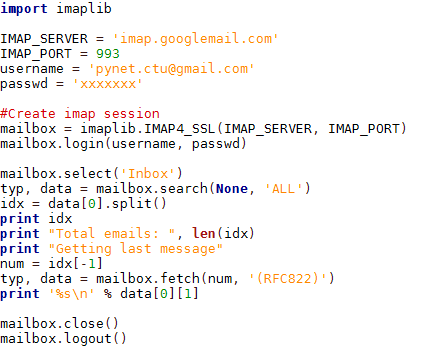 import imaplib
IMAP_SERVER = 'imap.googlemail.com'
IMAP_PORT = 993
username = 'pynet.ctu@gmail.com'
passwd = 'xxxxxxx'
#Create imap session
mailbox = imaplib.IMAP4_SSL(IMAP_SERVER, IMAP_PORT)
mailbox.login(username, passwd)
mailbox.select('Inbox')
typ, data = mailbox.search(None, 'ALL')
idx = data[0].split()
print idx
print "Total emails: ", len(idx)
print "Getting last message"
num = idx[-1]
typ, data = mailbox.fetch(num, '(RFC822)')
print '%s\n' % data[0][1]
mailbox.close()
mailbox.logout()